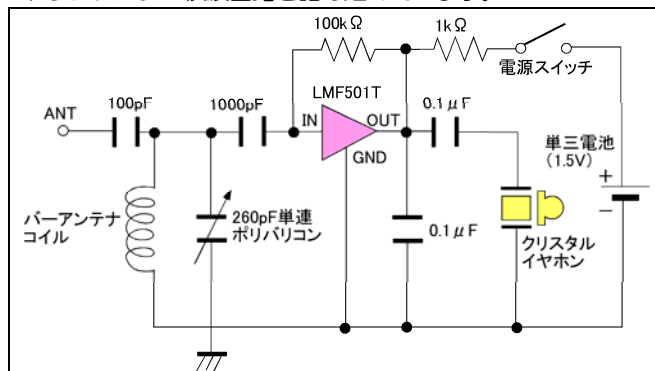 100kΩ
1kΩ
電源スイッチ
LMF501T
ANT
100pF
1000pF
IN
OUT
GND
0.1μF
単三電池
(1.5V)
+
−
バーアンテナ
コイル
260pF単連
ポリバリコン
0.1μF
クリスタル
イヤホン